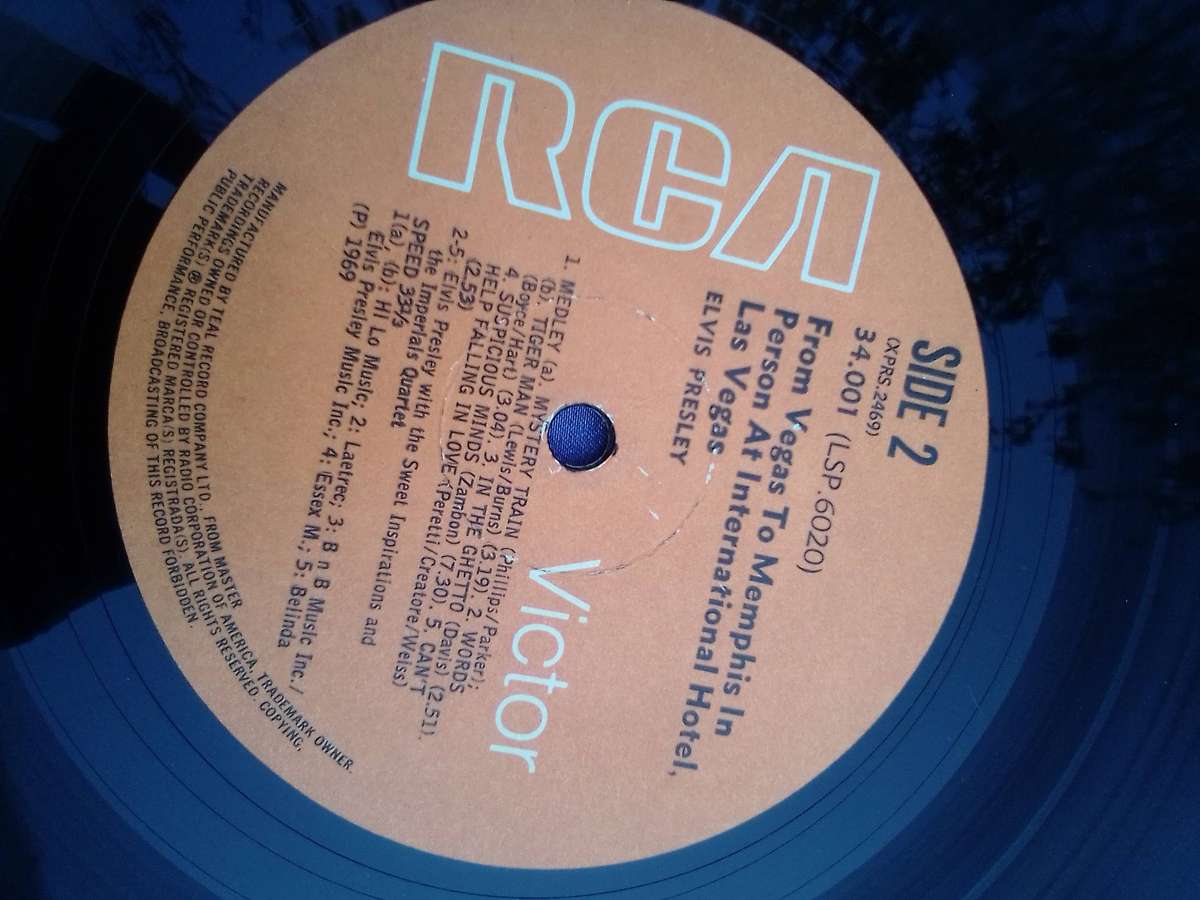 RCA
Victor
SIDE 2
(XPRS.2469)
34.001 (LSP.6020)
From Vegas To Memphis In
Person At International Hotel,
Las Vegas
ELVIS PRESLEY
1. MEDLEY (a). MYSTERY TRAIN (Phillips/Parker);
(b). TIGER MAN (Lewis/Burns) (3.19). 2. WORDS
(Boyce/Hart) (3.04). 3. IN THE GHETTO (Davis) (2.51).
4. SUSPICIOUS MINDS (Zambon) (7.30). 5. CAN'T
HELP FALLING IN LOVE (Peretti/Creatore/Weiss)
(2.53)
2-5: Elvis Presley with the Sweet Inspirations and
the Imperials Quartet
SPEED 33⅓
1(a), (b): Hi Lo Music; 2. Laetrec; 3: B n B Music Inc./
Elvis Presley Music Inc.; 4: Essex M.; 5: Belinda
(P) 1969
MANUFACTURED BY TEAL RECORD COMPANY LTD., FROM MASTER
RECORDINGS OWNED OR CONTROLLED BY RADIO CORPORATION OF AMERICA, TRADEMARK OWNER.
TRADEMARK(S) ® REGISTERED MARCA(S) REGISTRADA(S). ALL RIGHTS RESERVED. COPYING,
PUBLIC PERFORMANCE, BROADCASTING OF THIS RECORD FORBIDDEN.